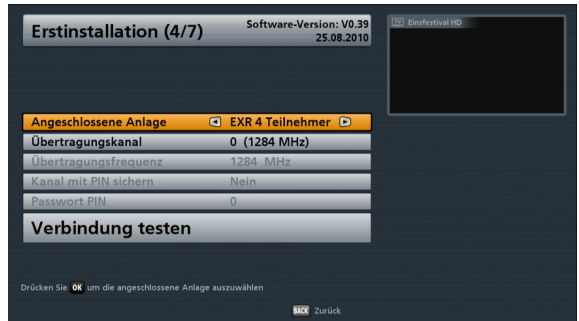 Erstinstallation (4/7)
Software-Version: V0.39
25.08.2010
TV Einsfestival HD
Angeschlossene Anlage EXR 4 Teilnehmer
Übertragungskanal 0 (1284 MHz)
Übertragungsfrequenz 1284 MHz
Kanal mit PIN sichern Nein
Passwort PIN 0
Verbindung testen
Drücken Sie OK um die angeschlossene Anlage auszuwählen
BACK Zurück